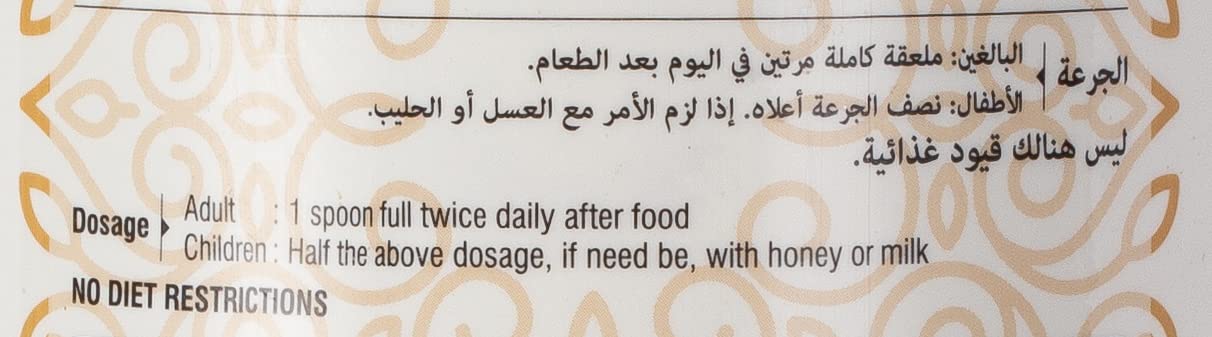 الجرعة
البالغين: ملعقة كاملة مرتين في اليوم بعد الطعام.
الأطفال: نصف الجرعة أعلاه. إذا لزم الأمر مع العسل أو الحليب.
ليس هنالك قيود غذائية.
Dosage
Adult : 1 spoon full twice daily after food
Children : Half the above dosage, if need be, with honey or milk
NO DIET RESTRICTIONS